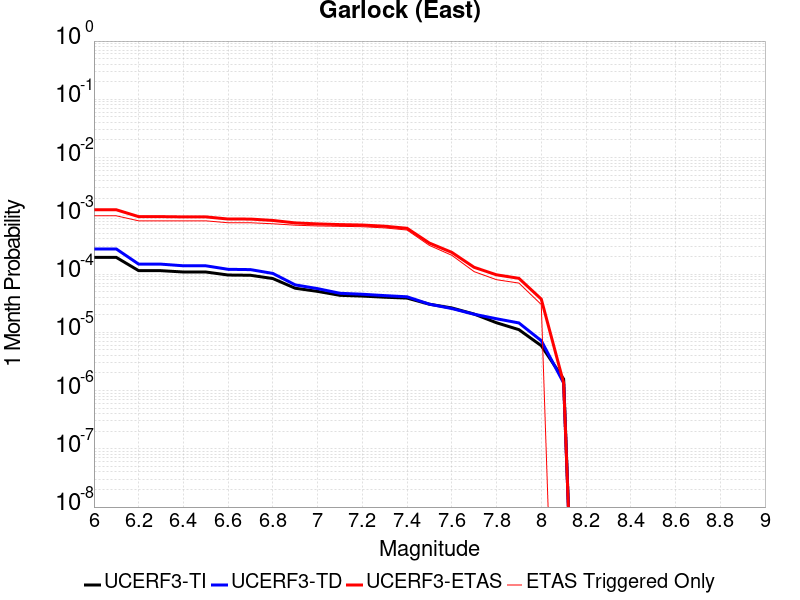 Garlock (East)
1 Month Probability
10^0
10^-1
10^-2
10^-3
10^-4
10^-5
10^-6
10^-7
10^-8
6 6.2 6.4 6.6 6.8 7 7.2 7.4 7.6 7.8 8 8.2 8.4 8.6 8.8 9
Magnitude
UCERF3-TI UCERF3-TD UCERF3-ETAS ETAS Triggered Only